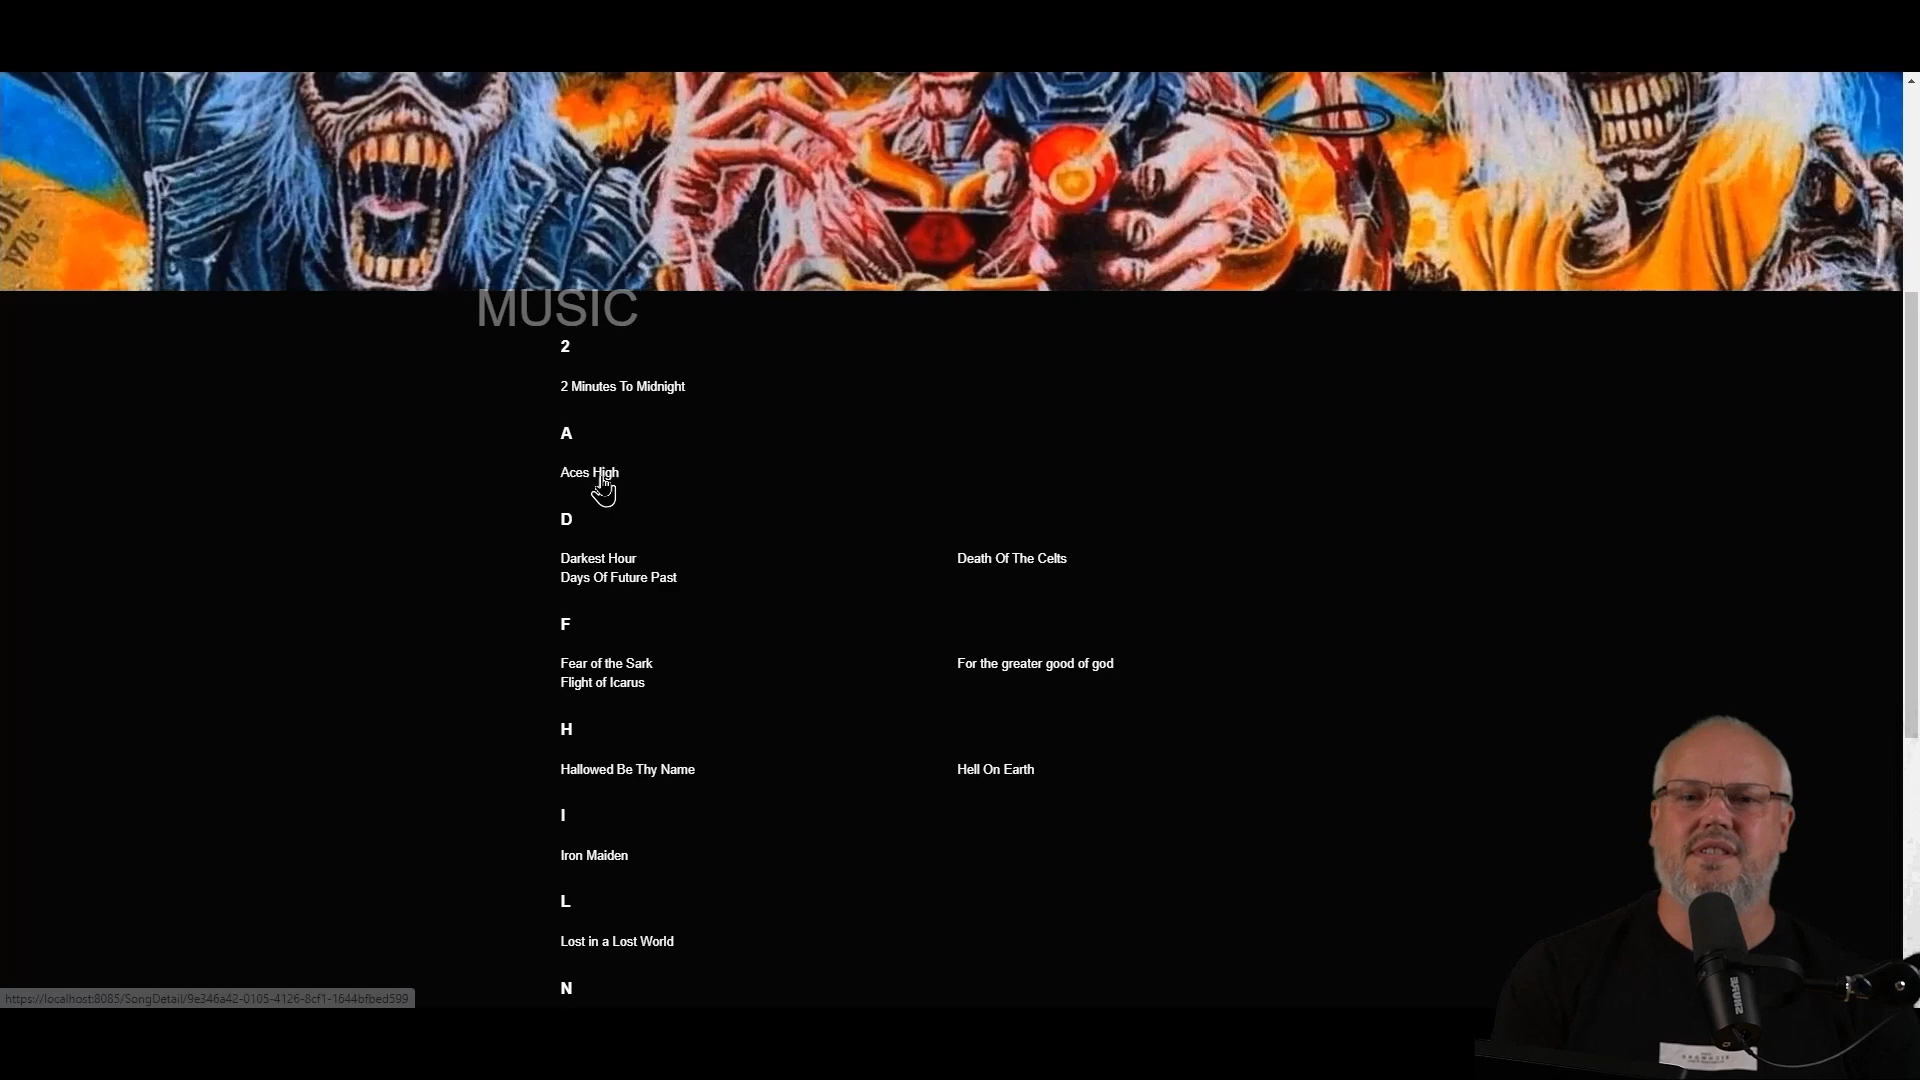 MUSIC
2
2 Minutes To Midnight
A
Aces High
D
Darkest Hour
Death Of The Celts
Days Of Future Past
F
Fear of the Sark
For the greater good of god
Flight of Icarus
H
Hallowed Be Thy Name
Hell On Earth
I
Iron Maiden
L
Lost in a Lost World
N
https://localhost:8085/SongDetail/9e346a42-0105-4126-8cf1-1644bfbed599
SHURE